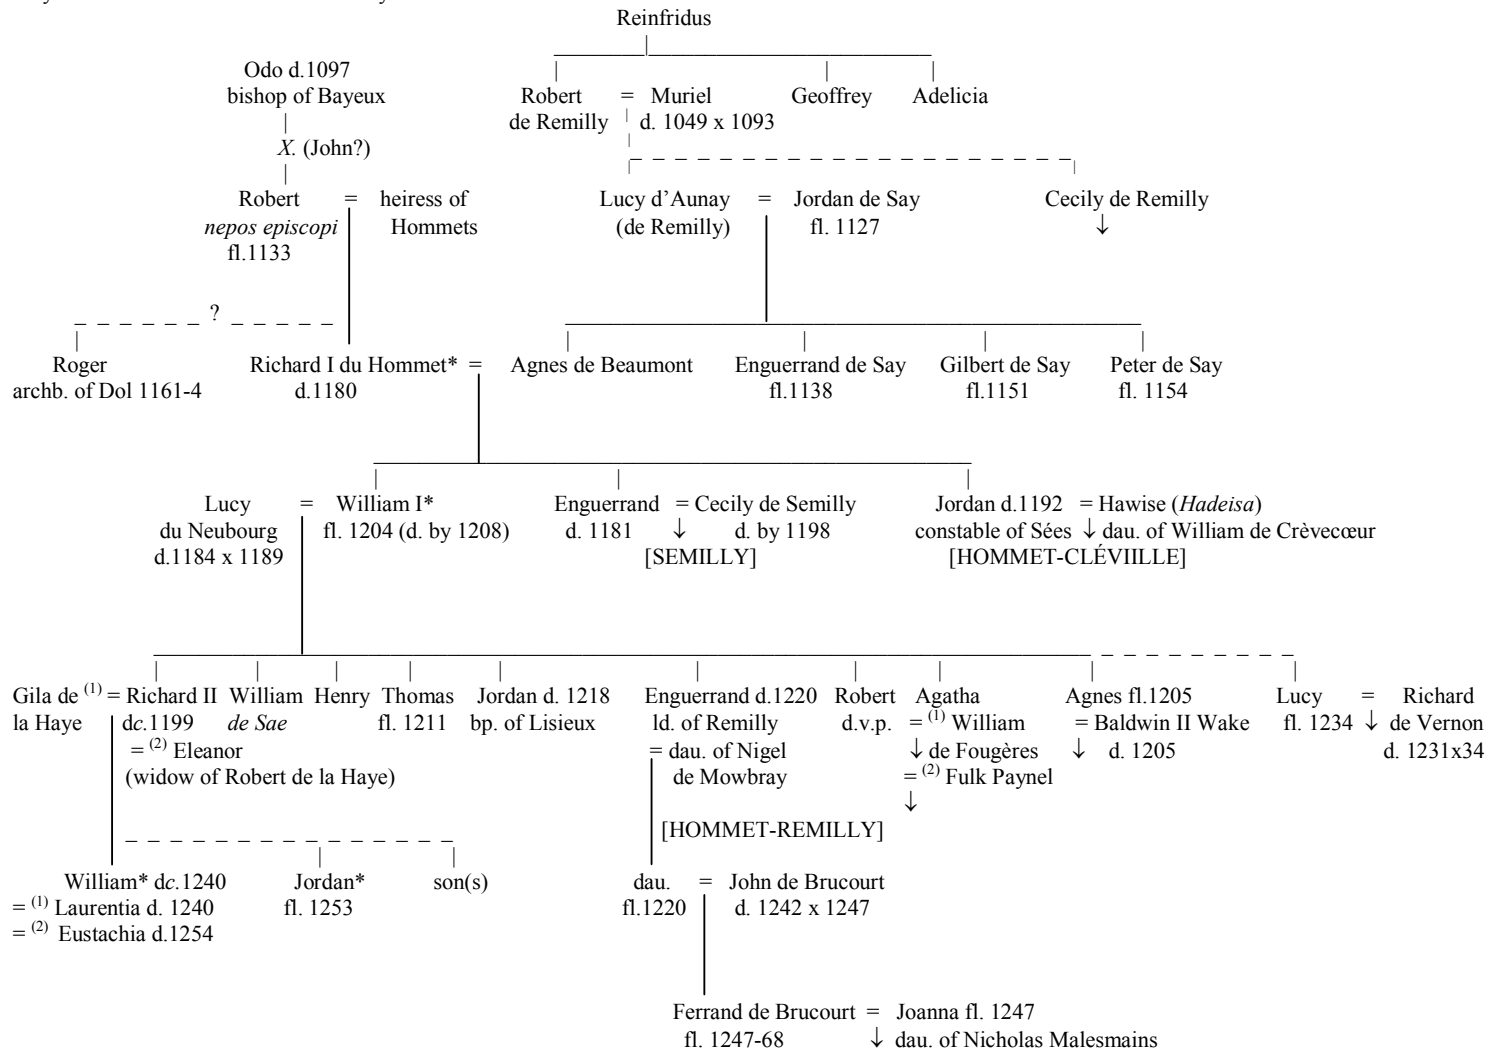 Reinfridus
Odo d.1097
bishop of Bayeux
Robert = Muriel Geoffrey Adelicia
de Remilly d. 1049 x 1093
X. (John?)
Robert = heiress of Lucy d’Aunay = Jordan de Say Cecily de Remilly
nepos episcopi Hommets (de Remilly) fl. 1127 ↓
fl.1133
?
Roger Richard I du Hommet* = Agnes de Beaumont Enguerrand de Say Gilbert de Say Peter de Say
archb. of Dol 1161-4 d.1180 fl.1138 fl.1151 fl. 1154
Lucy = William I* Enguerrand = Cecily de Semilly Jordan d.1192 = Hawise (Hadeisa)
du Neubourg fl. 1204 (d. by 1208) d. 1181 ↓ d. by 1198 constable of Sées ↓ dau. of William de Crèvecœur
d.1184 x 1189 [SEMILLY] [HOMMET-CLÉVIILLE]
Gila de (1) = Richard II William Henry Thomas Jordan d. 1218 Enguerrand d.1220 Robert Agatha Agnes fl.1205 Lucy = Richard
la Haye dc.1199 de Sae fl. 1211 bp. of Lisieux ld. of Remilly d.v.p. = (1) William = Baldwin II Wake fl. 1234 ↓ de Vernon
= (2) Eleanor = dau. of Nigel ↓ de Fougères ↓ d. 1205 d. 1231x34
(widow of Robert de la Haye) de Mowbray = (2) Fulk Paynel
↓
[HOMMET-REMILLY]
William* dc.1240 Jordan* son(s) dau. = John de Brucourt
= (1) Laurentia d. 1240 fl. 1253 fl.1220 d. 1242 x 1247
= (2) Eustachia d.1254
Ferrand de Brucourt = Joanna fl. 1247
fl. 1247-68 ↓ dau. of Nicholas Malesmains